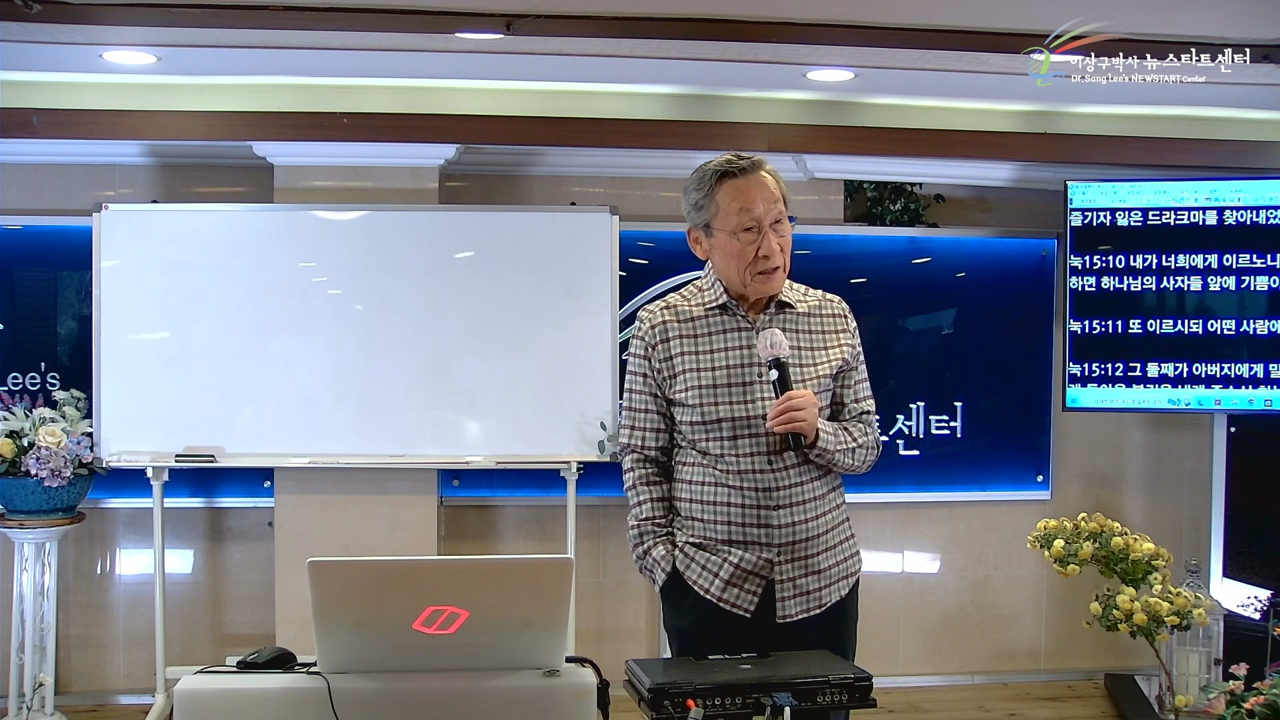 이상구박사 뉴스타트센터
Dr.Sang Lee's NEWSTART Center
즐기자 잃은 드라크마를 찾아내었
눅15:10 내가 너희에게 이르노니
하면 하나님의 사자들 앞에 기쁨이
눅15:11 또 이르시되 어떤 사람에
눅15:12 그 둘째가 아버지에게 말
Lee's
트센터
ELF